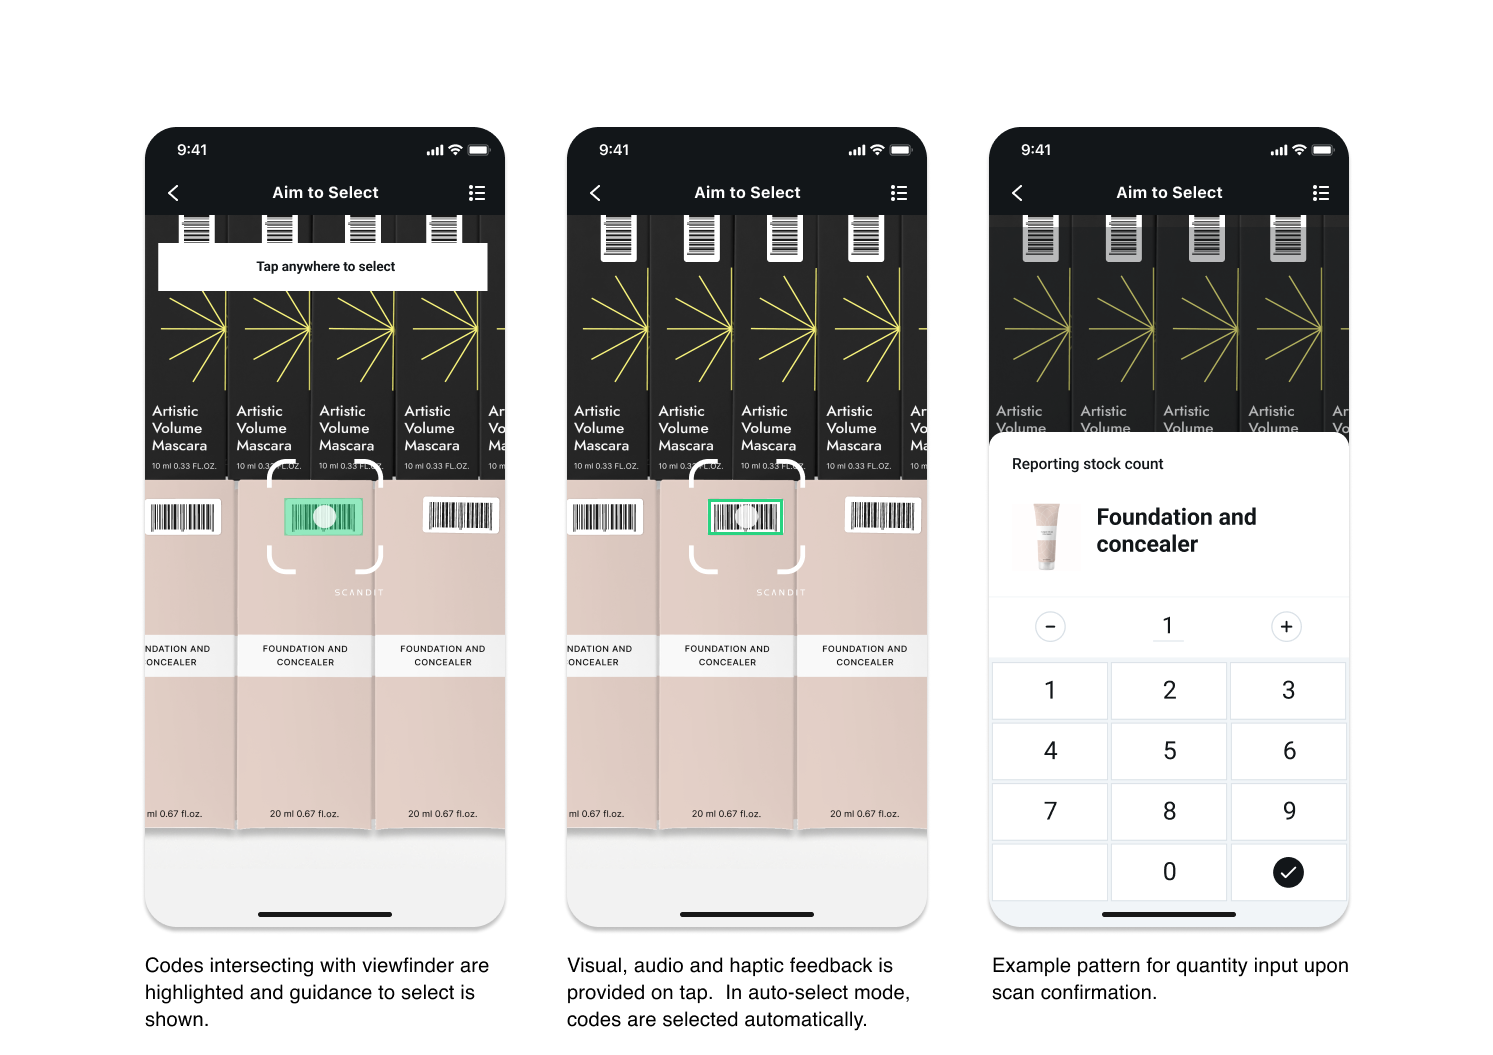 9:41
Aim to Select
Tap anywhere to select
Artistic
Volume
Mascara
10 ml 0.33 FL.OZ.
Artistic
Volume
Mascara
10 ml 0.33 FL.OZ.
Artistic
Volume
Mascara
10 ml 0.33 FL.OZ.
Artistic
Volume
Mascara
10 ml 0.33 FL.OZ.
Ar
Vo
Ma
10 m
SCANDIT
NDATION AND
ONCEALER
FOUNDATION AND
CONCEALER
FOUNDATION AND
CONCEALER
ml 0.67 fl.oz.
20 ml 0.67 fl.oz.
20 ml 0.67 fl.oz.
Codes intersecting with viewfinder are
highlighted and guidance to select is
shown.
9:41
Aim to Select
Artistic
Volume
Mascara
10 ml 0.33 FL.OZ.
Artistic
Volume
Mascara
10 ml 0.33 FL.OZ.
Artistic
Volume
Mascara
10 ml 0.33 FL.OZ.
Artistic
Volume
Mascara
10 ml 0.33 FL.OZ.
Ar
Vo
Ma
10 m
SCANDIT
NDATION AND
ONCEALER
FOUNDATION AND
CONCEALER
FOUNDATION AND
CONCEALER
ml 0.67 fl.oz.
20 ml 0.67 fl.oz.
20 ml 0.67 fl.oz.
Visual, audio and haptic feedback is
provided on tap.  In auto-select mode,
codes are selected automatically.
9:41
Aim to Select
Artistic
Volume
Artistic
Volume
Artistic
Volume
Artistic
Volume
Ar
Vo
Reporting stock count
Foundation and
concealer
− 1 +
1 2 3
4 5 6
7 8 9
0
Example pattern for quantity input upon
scan confirmation.